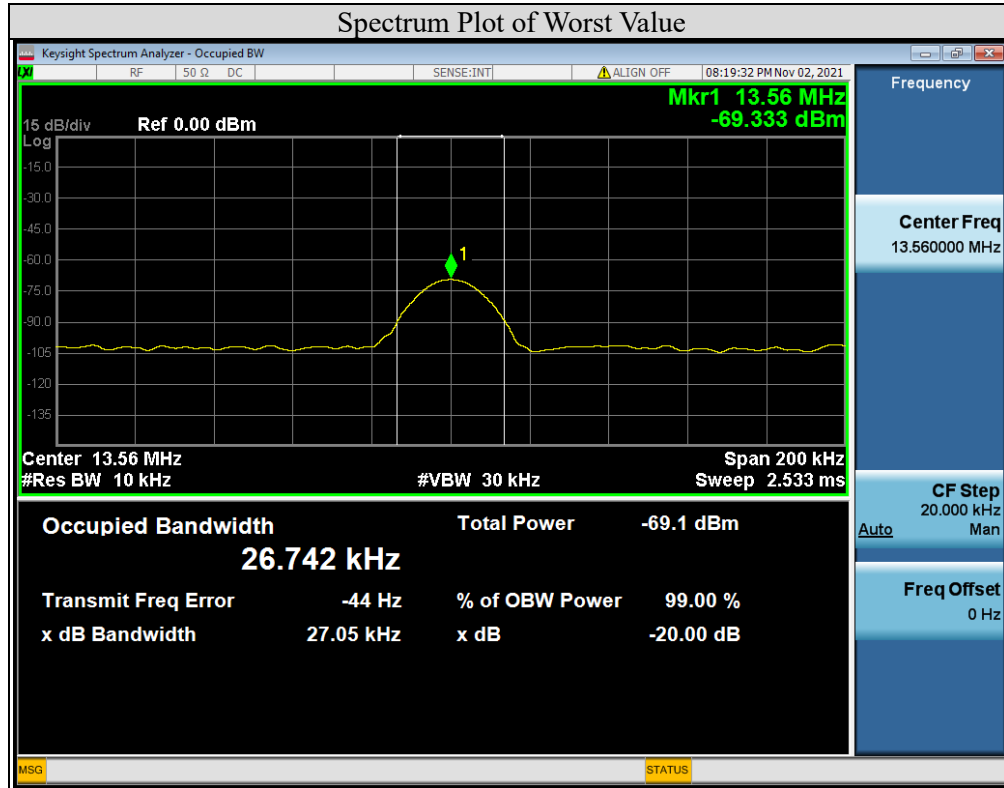 Spectrum Plot of Worst Value
Keysight Spectrum Analyzer - Occupied BW
LXI RF 50 Ω DC SENSE:INT ALIGN OFF 08:19:32 PM Nov 02, 2021
Frequency
Mkr1 13.56 MHz
15 dB/div Ref 0.00 dBm -69.333 dBm
Log
-15.0
-30.0
-45.0
-60.0
1
-75.0
-90.0
-105
-120
-135
Center 13.56 MHz Span 200 kHz
#Res BW 10 kHz #VBW 30 kHz Sweep 2.533 ms
Center Freq
13.560000 MHz
CF Step
20.000 kHz
Auto Man
Freq Offset
0 Hz
Occupied Bandwidth Total Power -69.1 dBm
26.742 kHz
Transmit Freq Error -44 Hz % of OBW Power 99.00 %
x dB Bandwidth 27.05 kHz x dB -20.00 dB
MSG STATUS